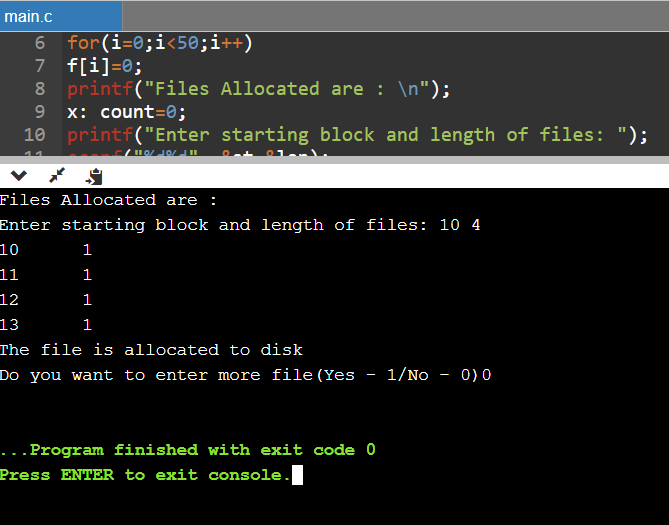 main.c
6 for(i=0;i<50;i++)
7 f[i]=0;
8 printf("Files Allocated are : \n");
9 x: count=0;
10 printf("Enter starting block and length of files: ");
Files Allocated are :
Enter starting block and length of files: 10 4
10 1
11 1
12 1
13 1
The file is allocated to disk
Do you want to enter more file(Yes - 1/No - 0)0
...Program finished with exit code 0
Press ENTER to exit console.